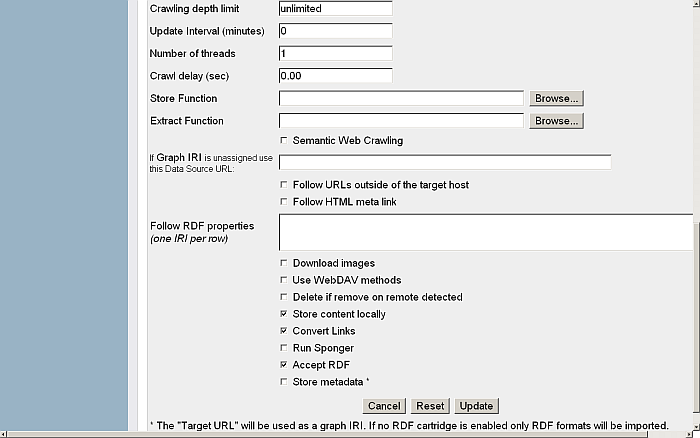 Crawling depth limit unlimited
Update Interval (minutes) 0
Number of threads 1
Crawl delay (sec) 0.00
Store Function Browse...
Extract Function Browse...
Semantic Web Crawling
If Graph IRI is unassigned use
this Data Source URL:
Follow URLs outside of the target host
Follow HTML meta link
Follow RDF properties
(one IRI per row)
Download images
Use WebDAV methods
Delete if remove on remote detected
Store content locally
Convert Links
Run Sponger
Accept RDF
Store metadata *
Cancel Reset Update
* The "Target URL" will be used as a graph IRI. If no RDF cartridge is enabled only RDF formats will be imported.